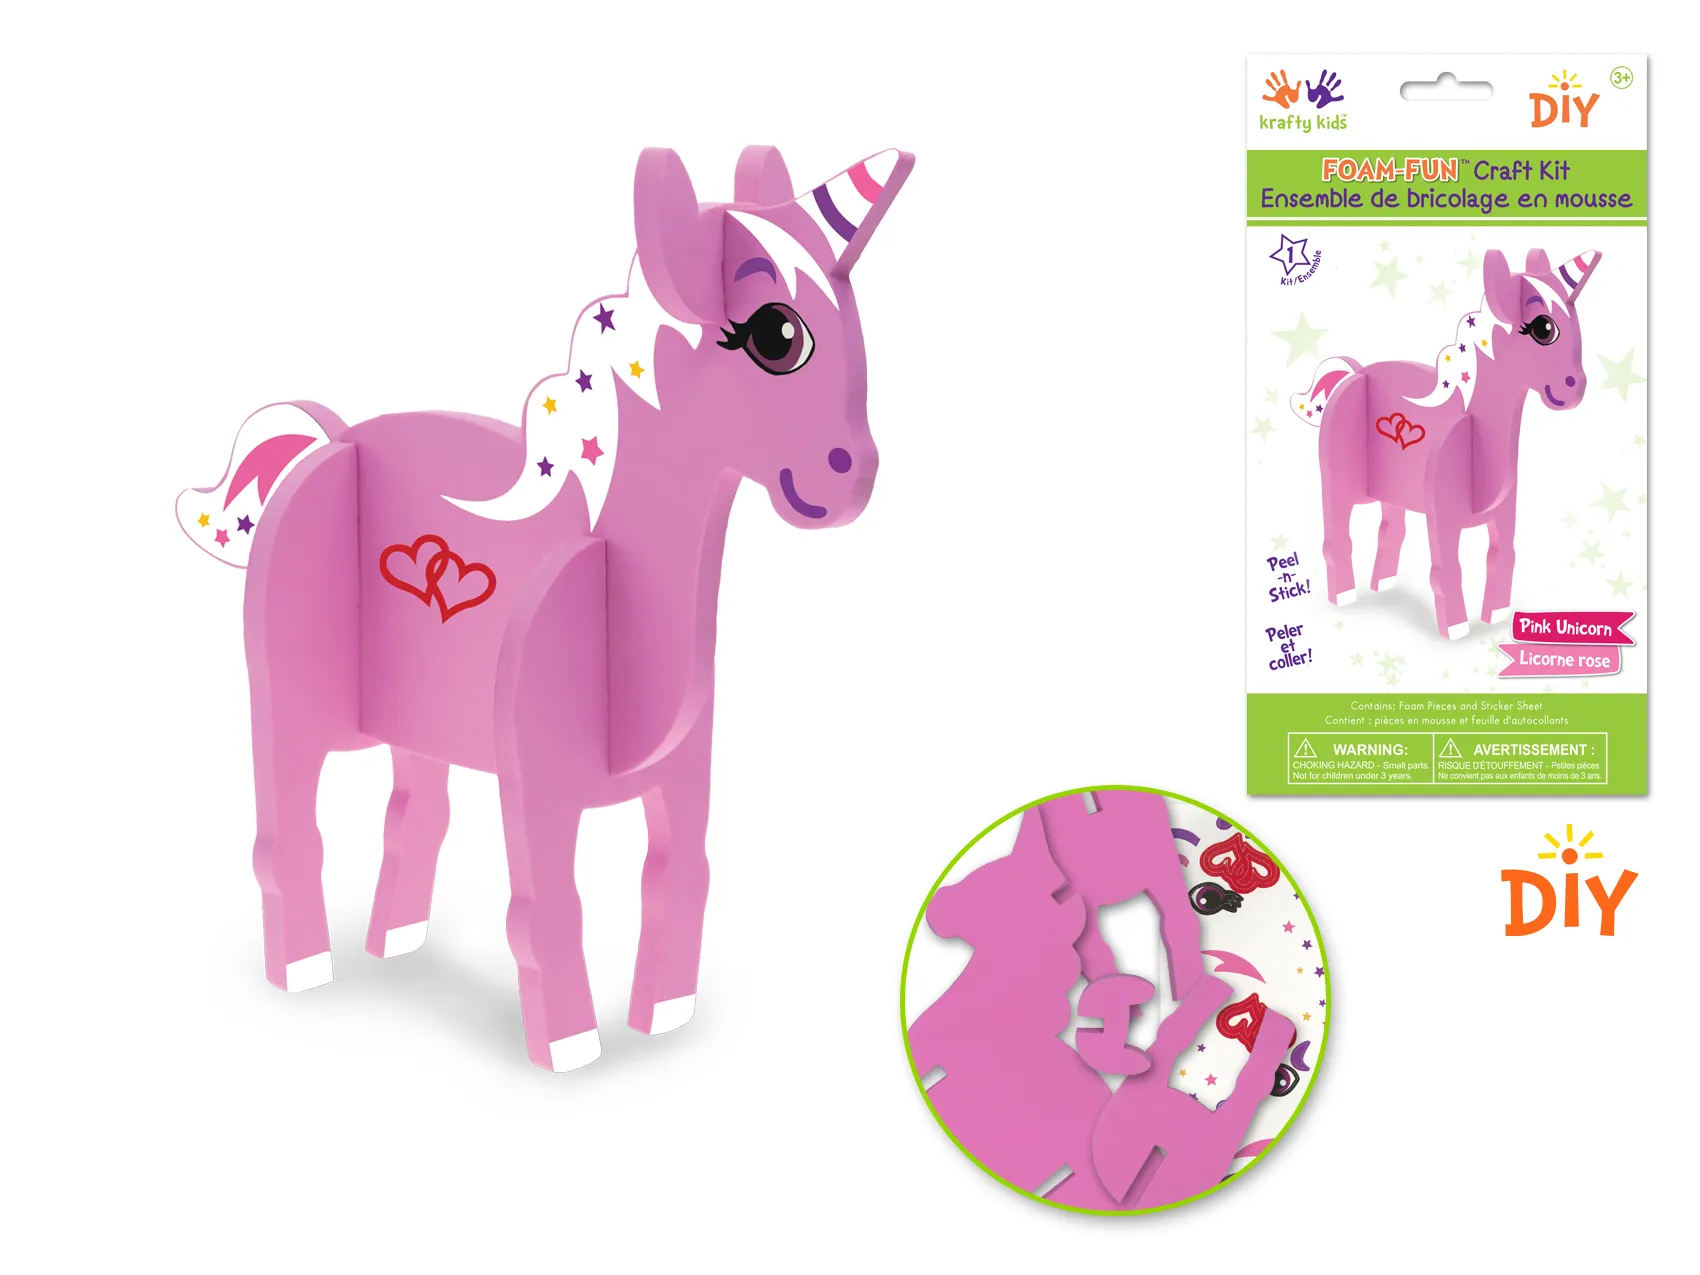 krafty kids™
DiY
3+
FOAM-FUN™ Craft Kit
Ensemble de bricolage en mousse
1
Kit/Ensemble
Peel
-n-
Stick!
Peler
et
coller!
Pink Unicorn
Licorne rose
Contains: Foam Pieces and Sticker Sheet
Contient : pièces en mousse et feuille d'autocollants
WARNING:
CHOKING HAZARD - Small parts.
Not for children under 3 years.
AVERTISSEMENT :
RISQUE D'ÉTOUFFEMENT - Petites pièces
Ne convient pas aux enfants de moins de 3 ans.
DiY